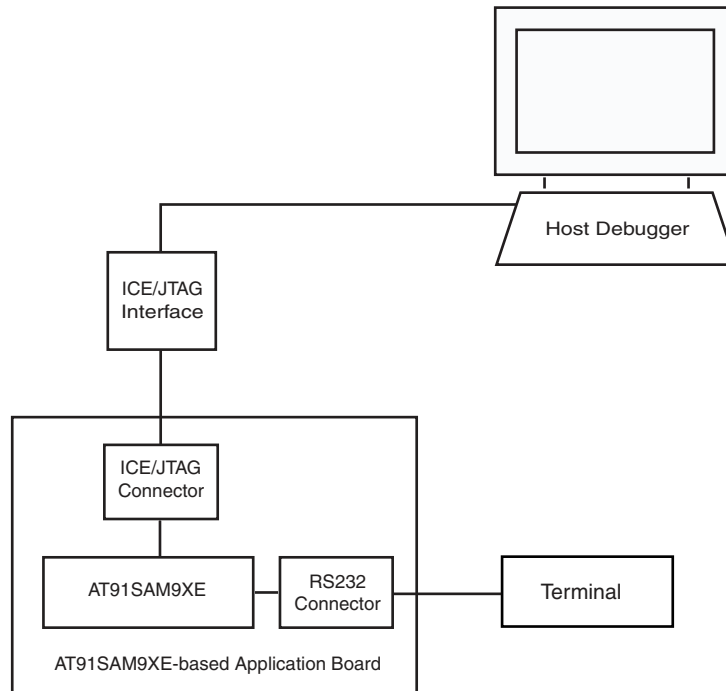 Host Debugger
ICE/JTAG
Interface
ICE/JTAG
Connector
AT91SAM9XE
RS232
Connector
Terminal
AT91SAM9XE-based Application Board